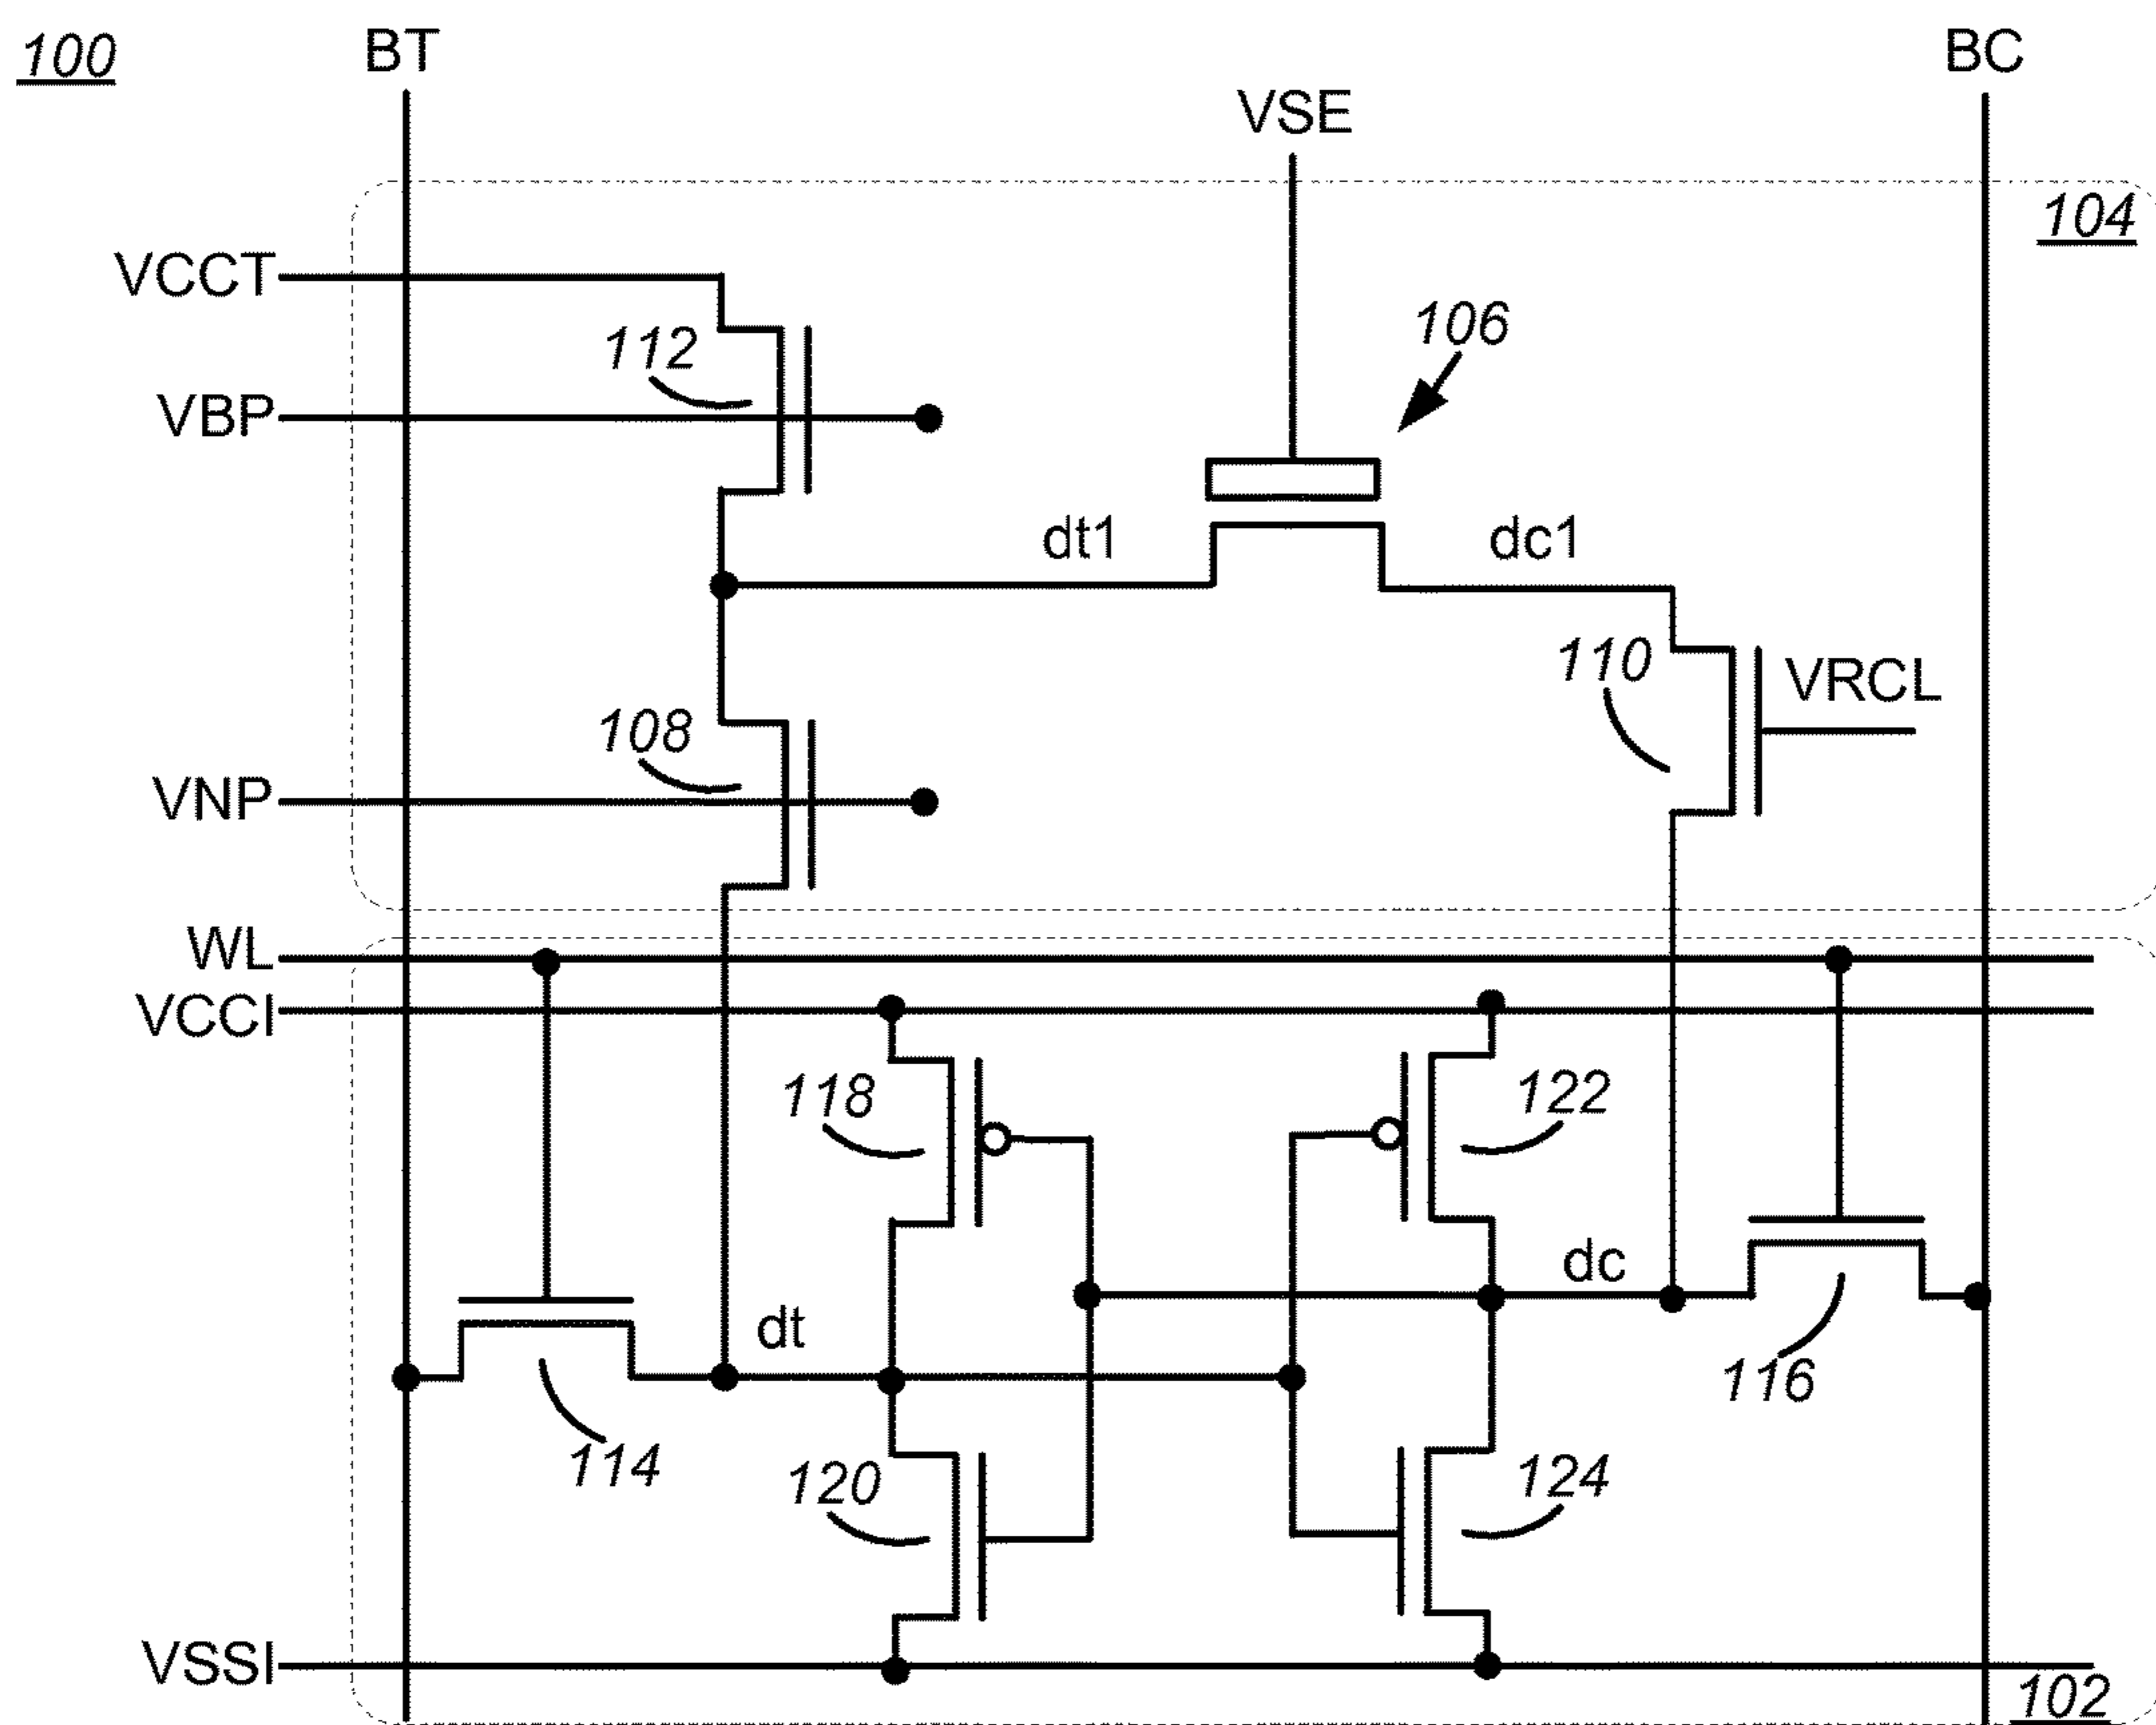 100
BT
BC
VSE
104
VCCT
112
106
VBP
dt1
dc1
110
VRCL
108
VNP
WL
VCCI
118
122
dc
dt
116
114
120
124
VSSI
102